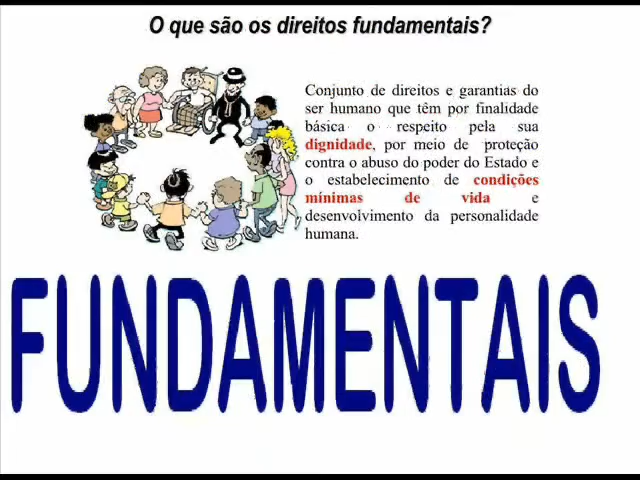 O que são os direitos fundamentais?
Conjunto de direitos e garantias do
ser humano que têm por finalidade
básica o respeito pela sua
dignidade, por meio de proteção
contra o abuso do poder do Estado e
o estabelecimento de condições
mínimas de vida e
desenvolvimento da personalidade
humana.
FUNDAMENTAIS